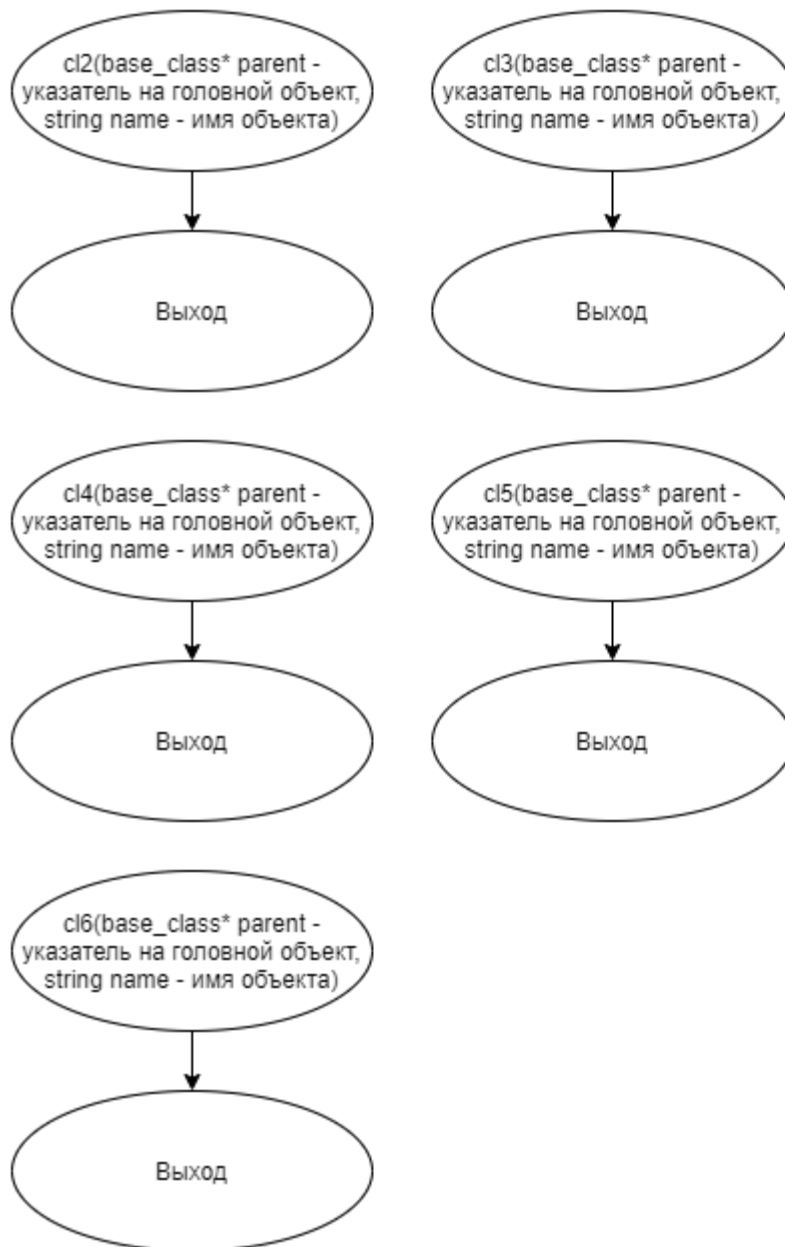 cl2(base_class* parent -
указатель на головной объект,
string name - имя объекта)
cl3(base_class* parent -
указатель на головной объект,
string name - имя объекта)
Выход
Выход
cl4(base_class* parent -
указатель на головной объект,
string name - имя объекта)
cl5(base_class* parent -
указатель на головной объект,
string name - имя объекта)
Выход
Выход
cl6(base_class* parent -
указатель на головной объект,
string name - имя объекта)
Выход